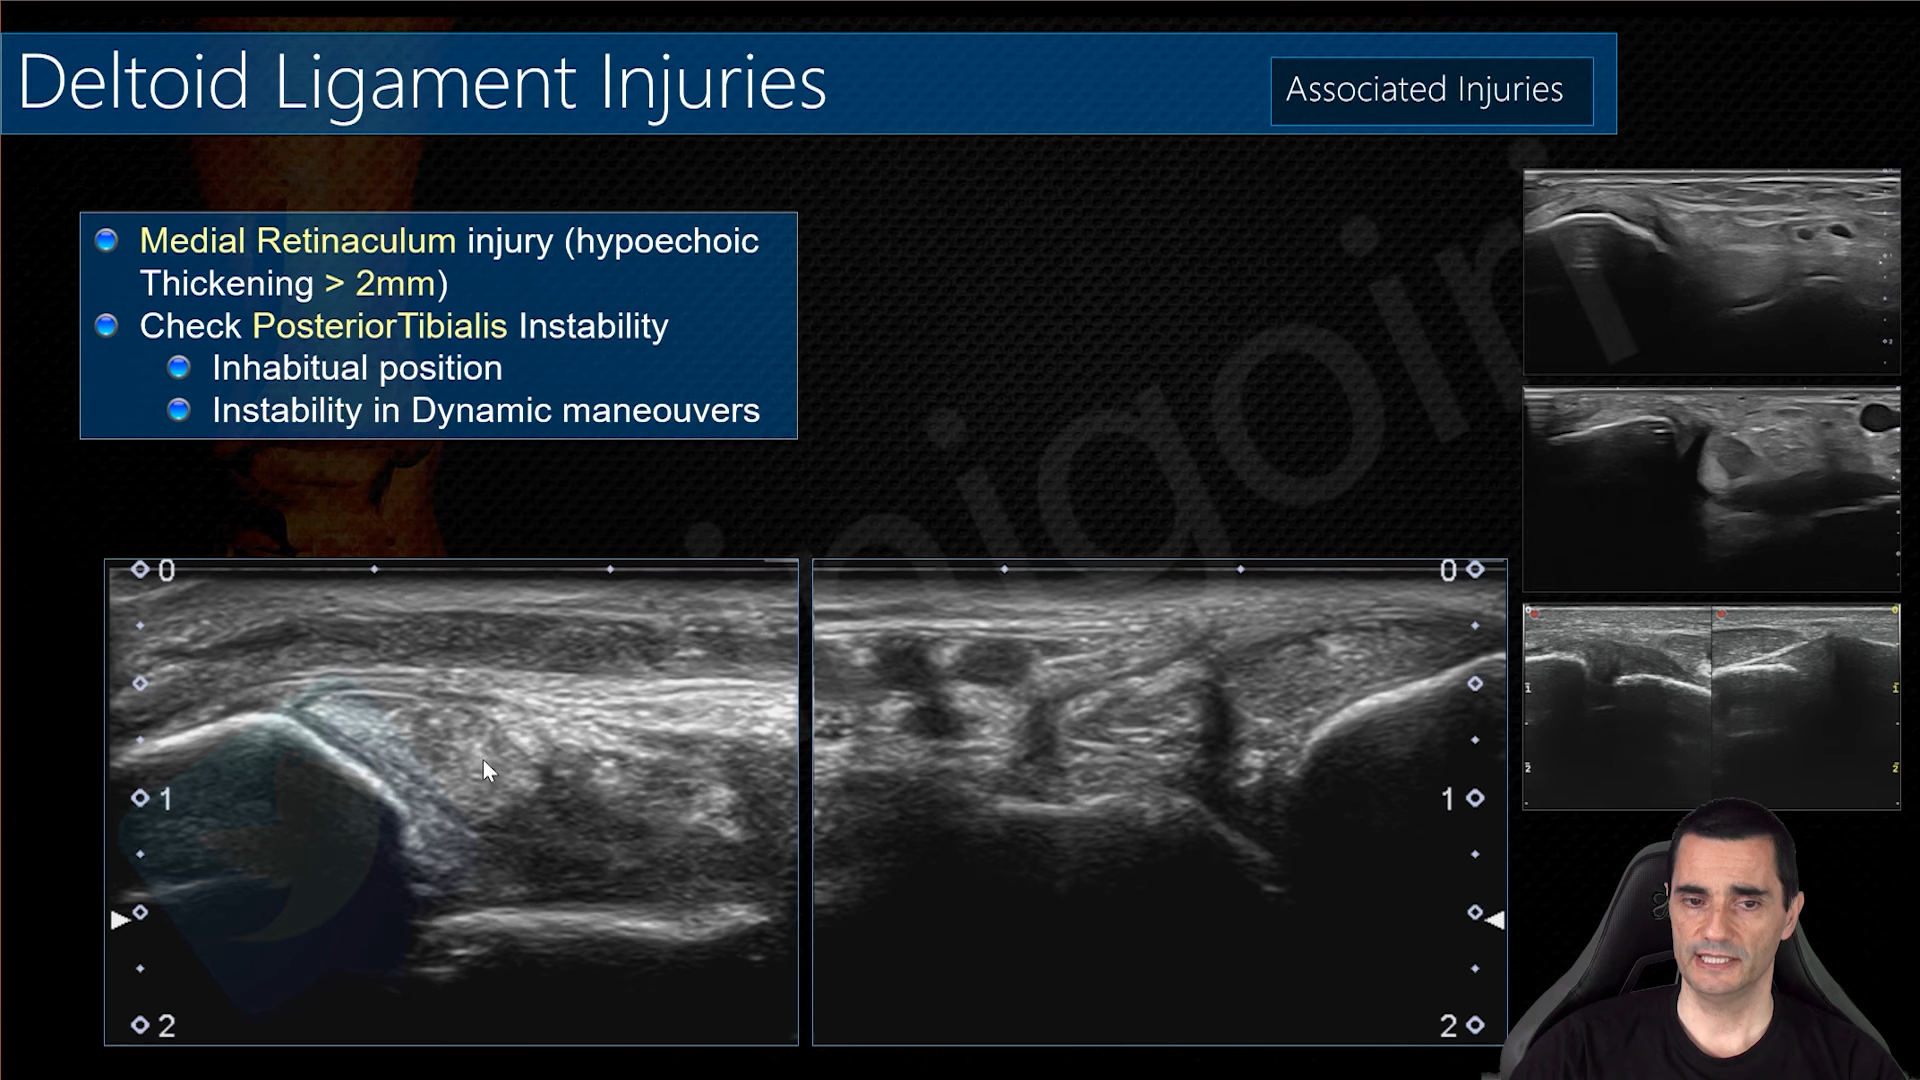 Deltoid Ligament Injuries
Associated Injuries
Medial Retinaculum injury (hypoechoic
Thickening > 2mm)
Check PosteriorTibialis Instability
Inhabitual position
Instability in Dynamic maneouvers
0
1
2
0
1
2